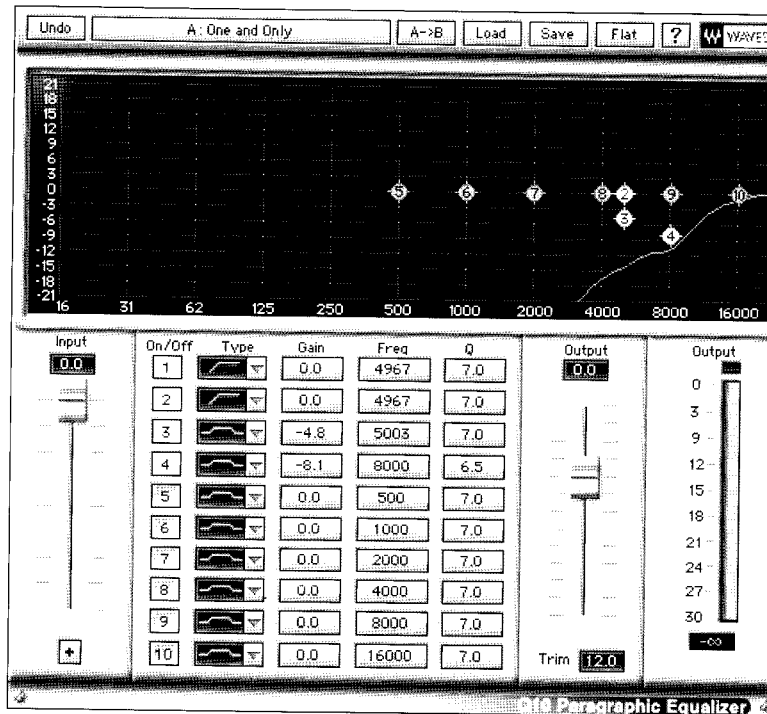 Undo A: One and Only A->B Load Save Flat ? W WAVES
21
18
15
12
9
6
3
0
-3
-6
-9
-12
-15
-18
-21
5 6 7 8 2 9 10
3
4
16 31 62 125 250 500 1000 2000 4000 8000 16000
Input On/Off Type Gain Freq Q Output Output
0.0 0.0
1 0.0 4967 7.0
2 0.0 4967 7.0
3 -4.8 5003 7.0
4 -8.1 8000 6.5
5 0.0 500 7.0
6 0.0 1000 7.0
7 0.0 2000 7.0
8 0.0 4000 7.0
9 0.0 8000 7.0
10 0.0 16000 7.0
0
3
9
12
15
18
21
24
27
30
-∞
+ Trim 12.0
Q10 Paragraphic Equalizer